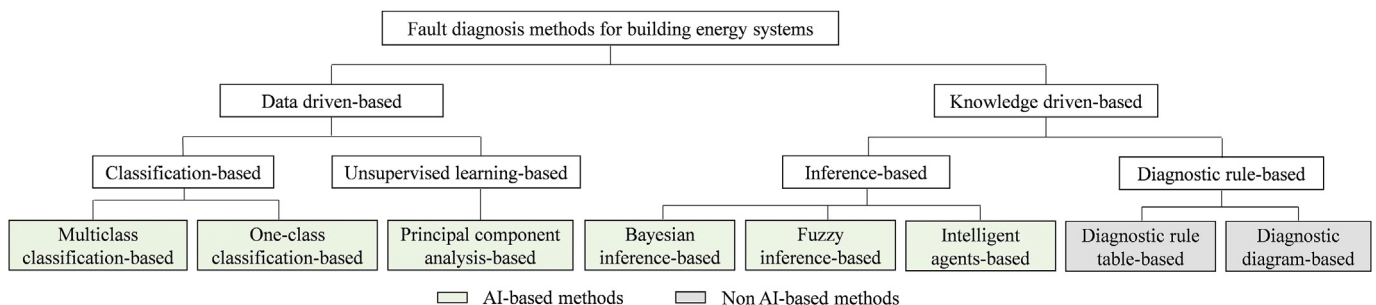 Fault diagnosis methods for building energy systems
Data driven-based
Knowledge driven-based
Classification-based
Unsupervised learning-based
Inference-based
Diagnostic rule-based
Multiclass
classification-based
One-class
classification-based
Principal component
analysis-based
Bayesian
inference-based
Fuzzy
inference-based
Intelligent
agents-based
Diagnostic rule
table-based
Diagnostic
diagram-based
AI-based methods
Non AI-based methods